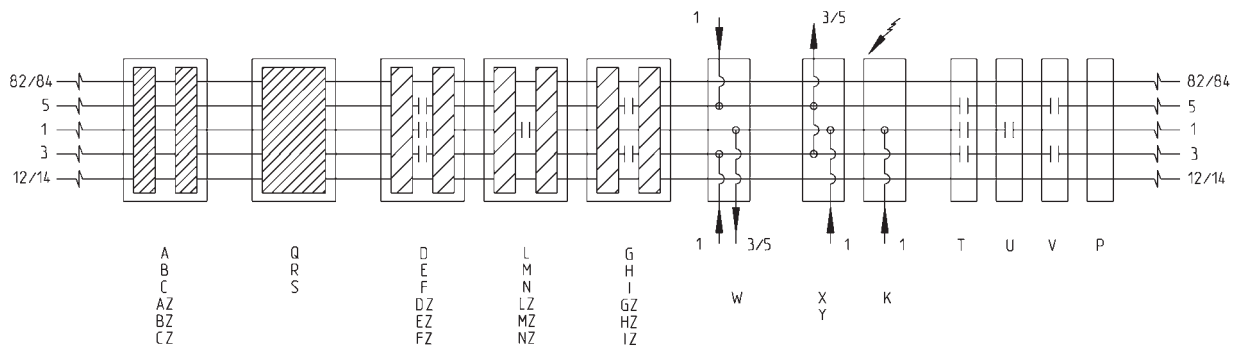 1
3/5
82/84
82/84
5
5
1
1
3
3
12/14
12/14
1
3/5
1
1
T
U
V
P
A
B
C
AZ
BZ
CZ
Q
R
S
D
E
F
DZ
EZ
FZ
L
M
N
LZ
MZ
NZ
G
H
I
GZ
HZ
IZ
W
X
Y
K